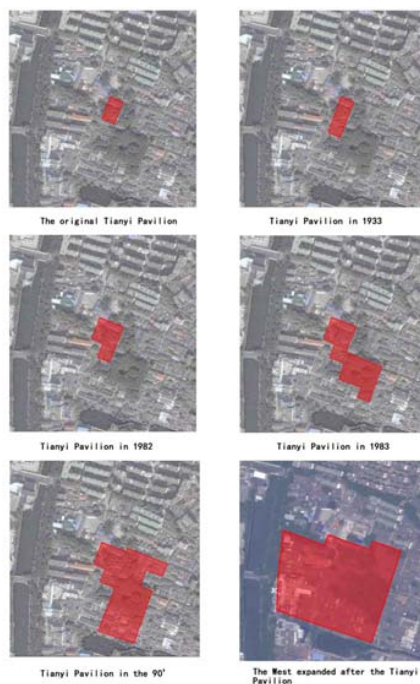 The original Tianyi Pavilion
Tianyi Pavilion in 1933
Tianyi Pavilion in 1982
Tianyi Pavilion in 1983
Tianyi Pavilion in the 90'
The West expanded after the Tianyi
Pavilion